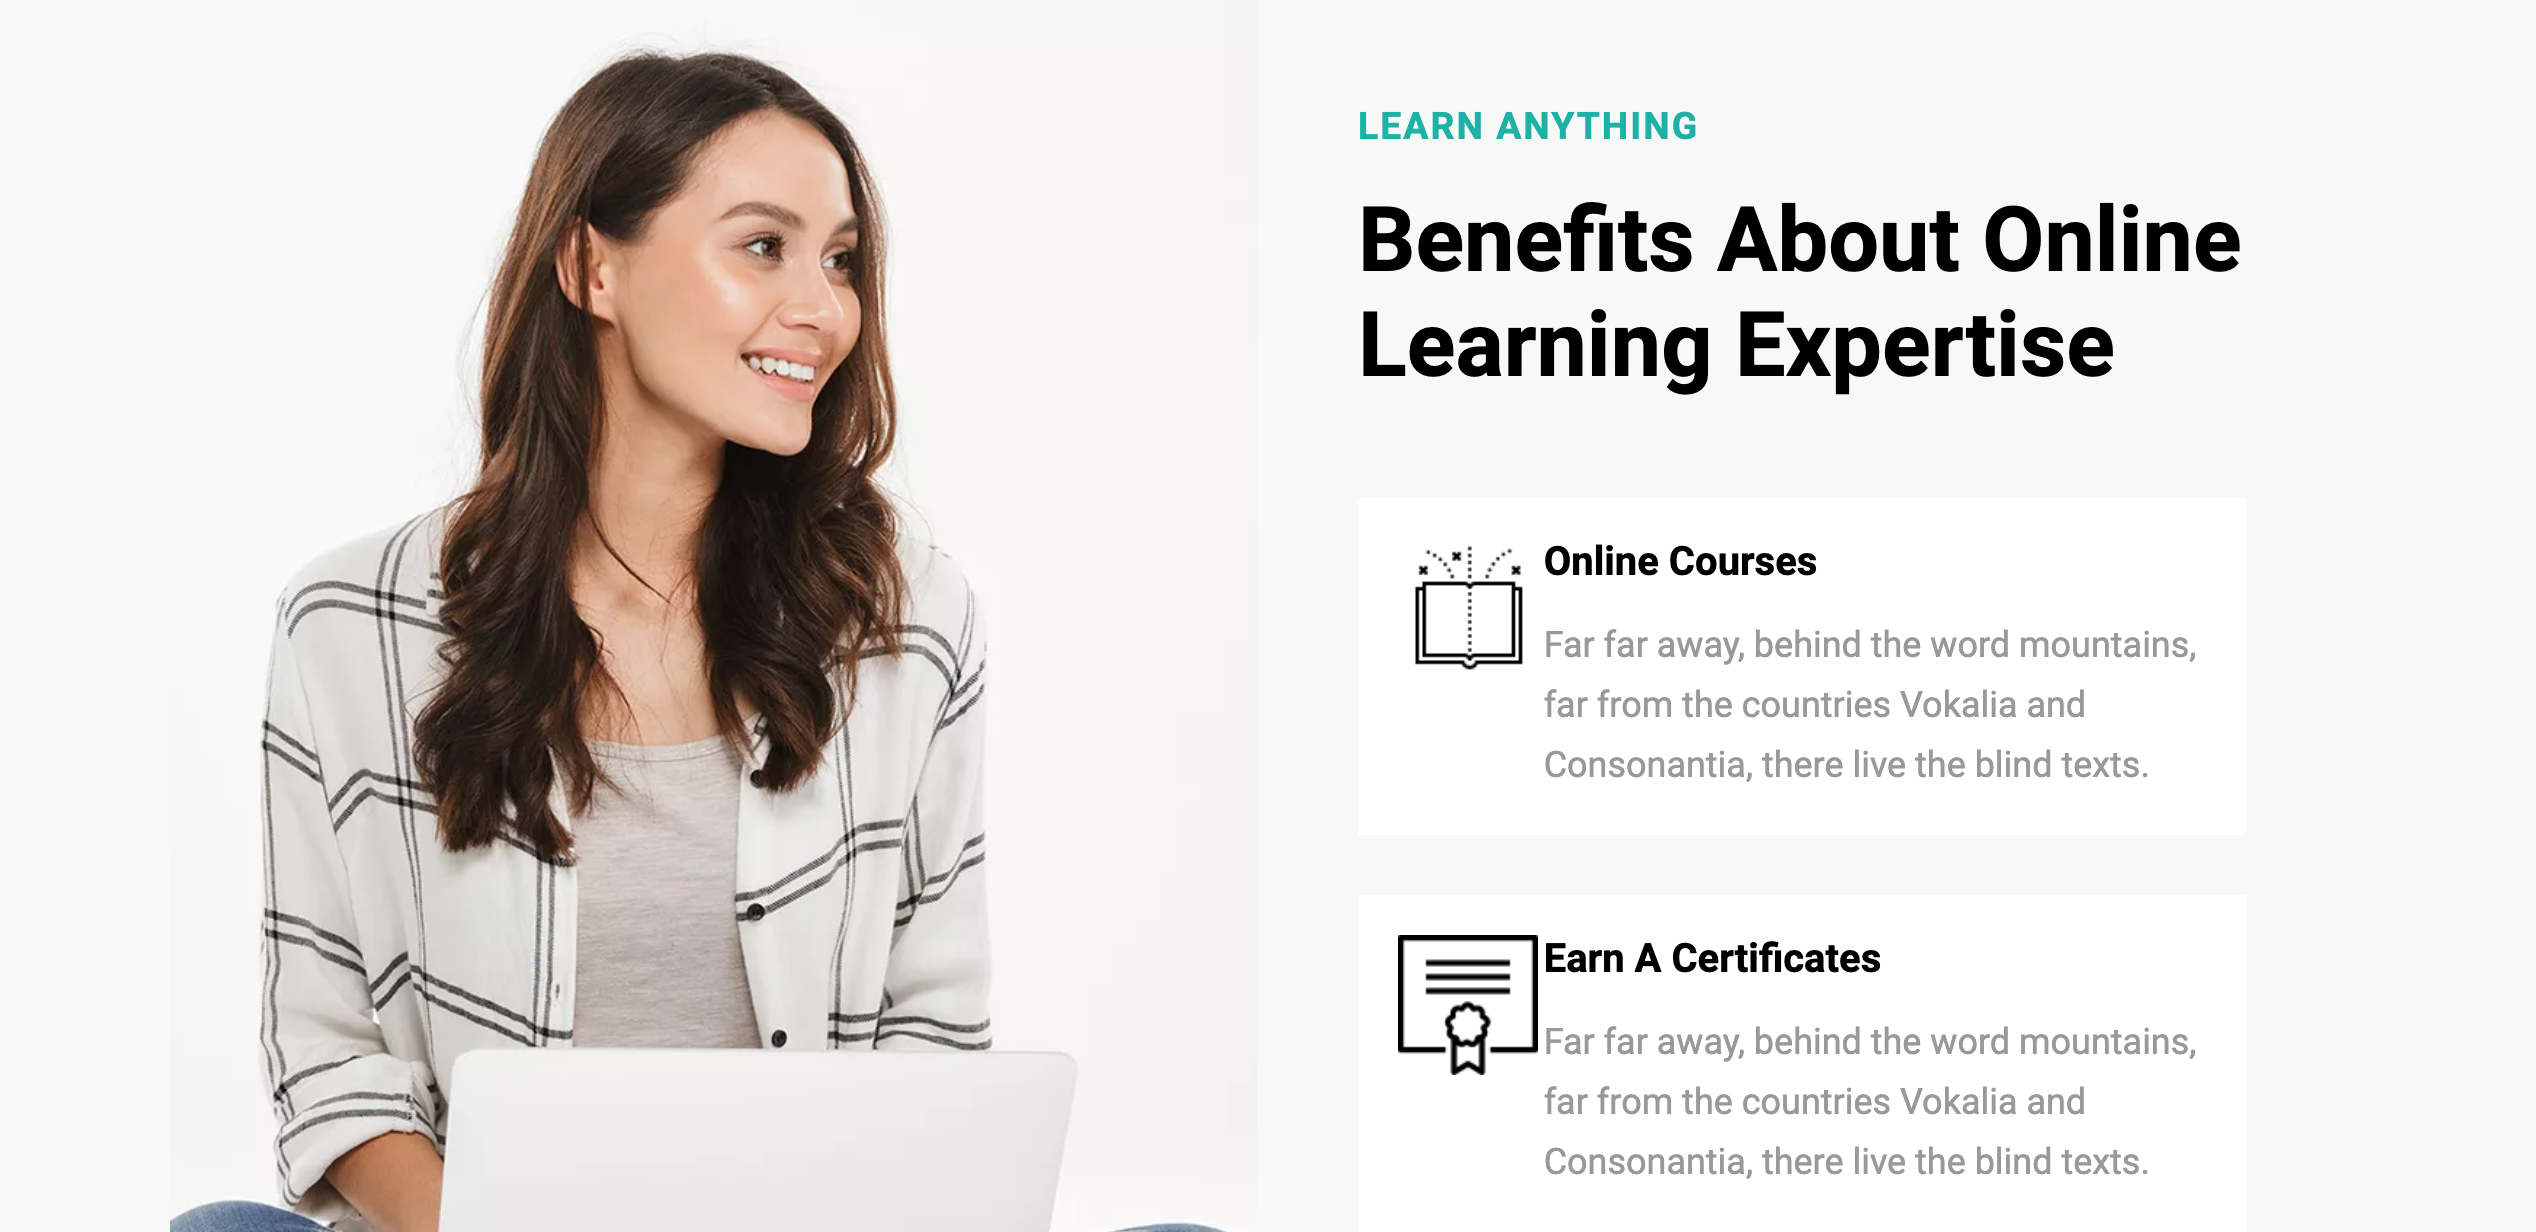 LEARN ANYTHING
Benefits About Online
Learning Expertise
Online Courses
Far far away, behind the word mountains,
far from the countries Vokalia and
Consonantia, there live the blind texts.
Earn A Certificates
Far far away, behind the word mountains,
far from the countries Vokalia and
Consonantia, there live the blind texts.